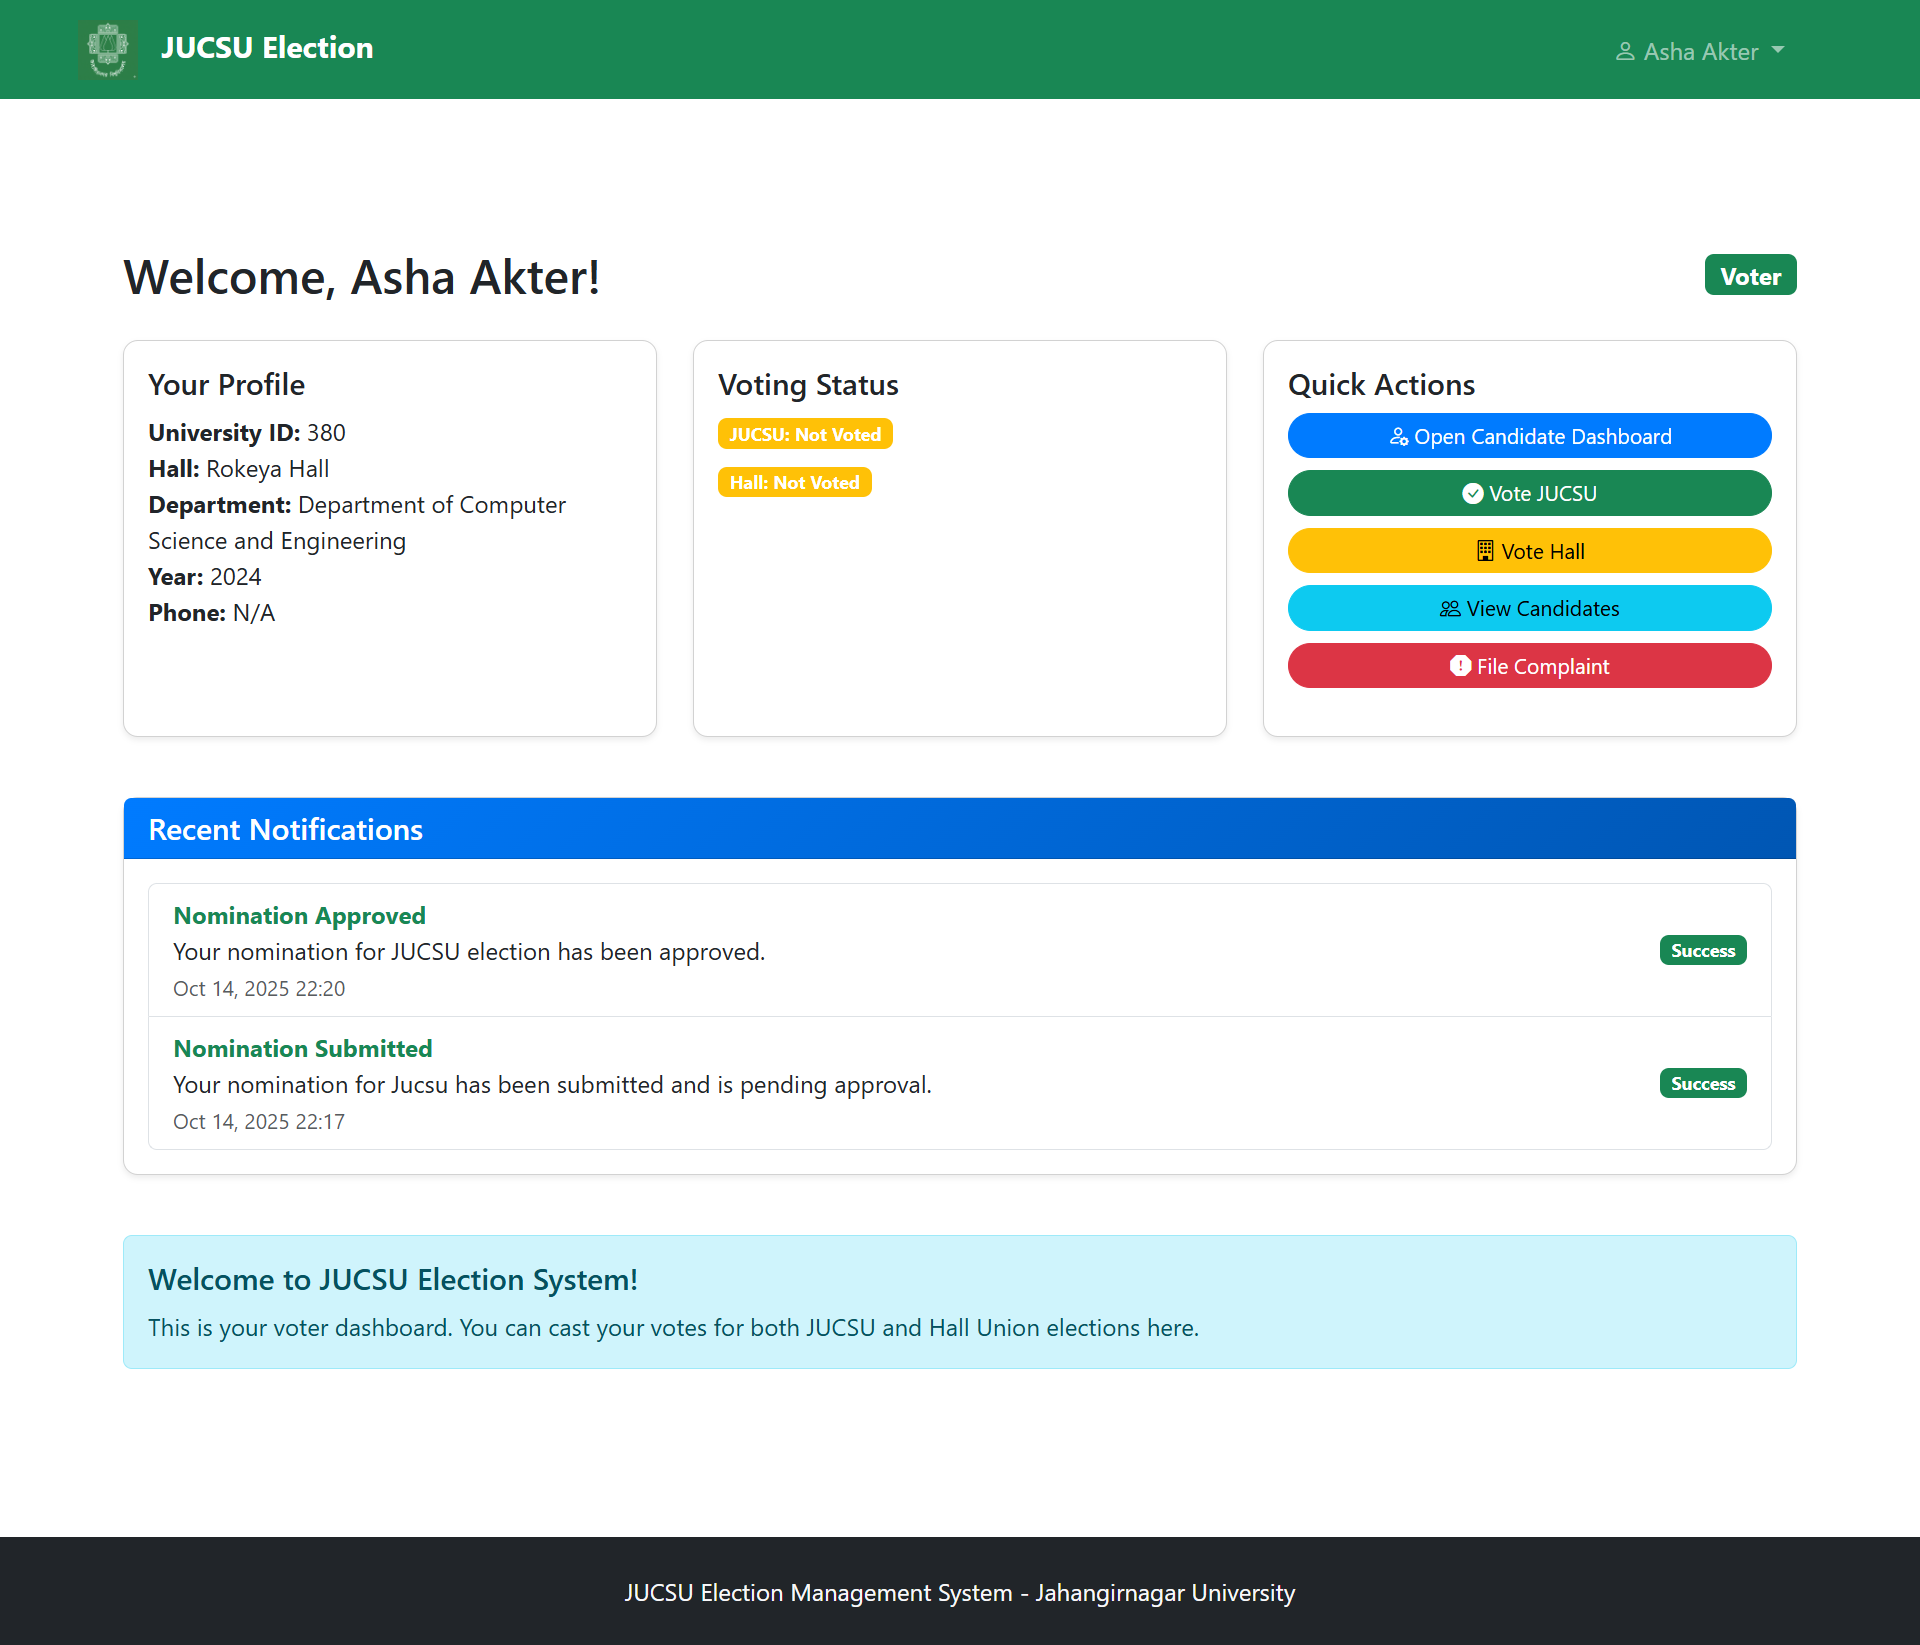 JUCSU Election
Asha Akter
Welcome, Asha Akter!
Voter
Your Profile
University ID: 380
Hall: Rokeya Hall
Department: Department of Computer
Science and Engineering
Year: 2024
Phone: N/A
Voting Status
JUCSU: Not Voted
Hall: Not Voted
Quick Actions
Open Candidate Dashboard
Vote JUCSU
Vote Hall
View Candidates
File Complaint
Recent Notifications
Nomination Approved
Your nomination for JUCSU election has been approved.
Oct 14, 2025 22:20
Success
Nomination Submitted
Your nomination for Jucsu has been submitted and is pending approval.
Oct 14, 2025 22:17
Success
Welcome to JUCSU Election System!
This is your voter dashboard. You can cast your votes for both JUCSU and Hall Union elections here.
JUCSU Election Management System - Jahangirnagar University